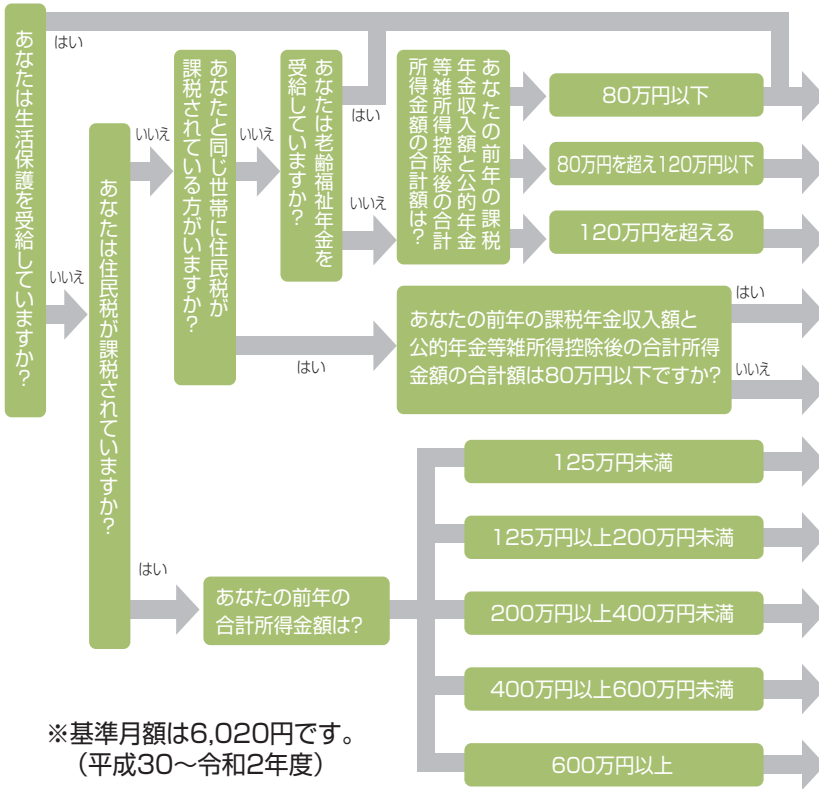 あなたは生活保護を受給していますか？
はい
いいえ
あなたは住民税が課税されていますか？
いいえ
あなたと同じ世帯に住民税が
課税されている方がいますか？
いいえ
あなたは老齢福祉年金を
受給していますか？
はい
いいえ
あなたの前年の課税
年金収入額と公的年金
等雑所得控除後の合計
所得金額の合計額は？
80万円以下
80万円を超え120万円以下
120万円を超える
はい
あなたの前年の課税年金収入額と
公的年金等雑所得控除後の合計所得
金額の合計額は80万円以下ですか？
はい
いいえ
はい
あなたの前年の
合計所得金額は？
125万円未満
125万円以上200万円未満
200万円以上400万円未満
400万円以上600万円未満
600万円以上
※基準月額は6,020円です。
（平成30～令和2年度）